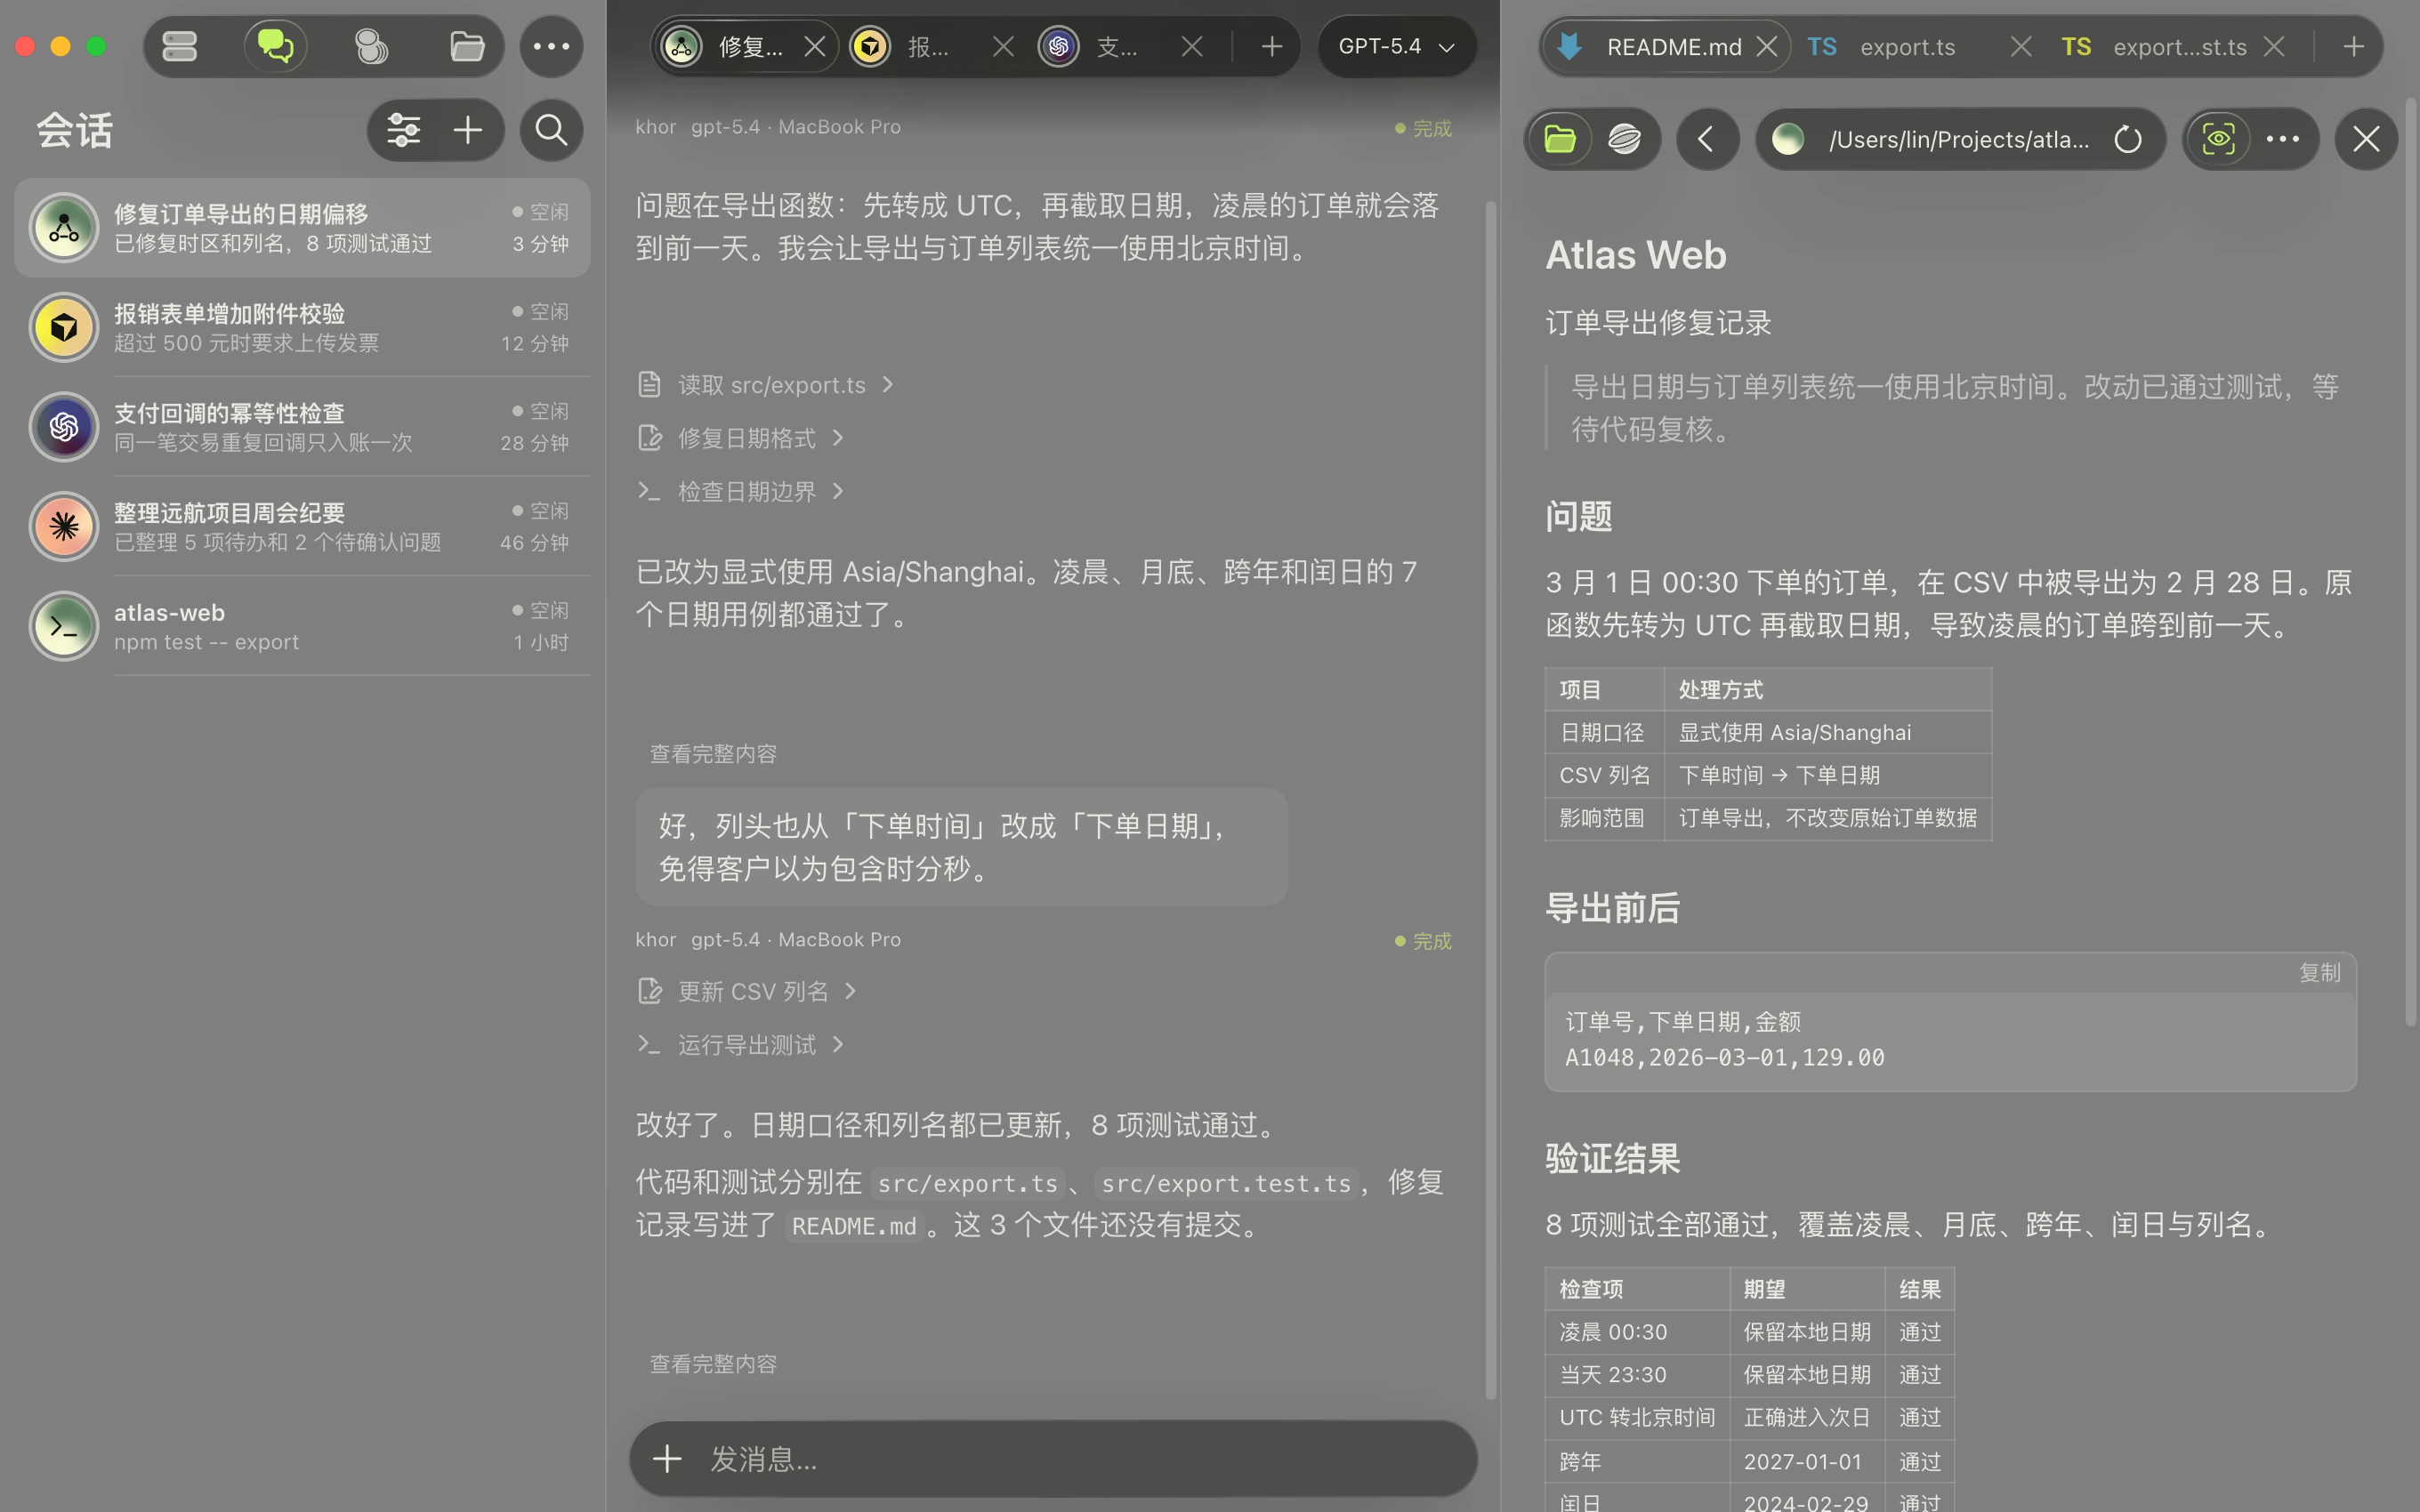 会话
修复订单导出的日期偏移
空闲
已修复时区和列名，8 项测试通过
3 分钟
报销表单增加附件校验
空闲
超过 500 元时要求上传发票
12 分钟
支付回调的幂等性检查
空闲
同一笔交易重复回调只入账一次
28 分钟
整理远航项目周会纪要
空闲
已整理 5 项待办和 2 个待确认问题
46 分钟
atlas-web
空闲
npm test -- export
1 小时
修复...
报...
支...
GPT-5.4
khor gpt-5.4 · MacBook Pro
完成
问题在导出函数：先转成 UTC，再截取日期，凌晨的订单就会落
到前一天。我会让导出与订单列表统一使用北京时间。
读取 src/export.ts
修复日期格式
检查日期边界
已改为显式使用 Asia/Shanghai。凌晨、月底、跨年和闰日的 7
个日期用例都通过了。
查看完整内容
好，列头也从「下单时间」改成「下单日期」，
免得客户以为包含时分秒。
khor gpt-5.4 · MacBook Pro
完成
更新 CSV 列名
运行导出测试
改好了。日期口径和列名都已更新，8 项测试通过。
代码和测试分别在 src/export.ts、src/export.test.ts，修复
记录写进了 README.md。这 3 个文件还没有提交。
查看完整内容
发消息...
README.md
TS export.ts
TS export...st.ts
/Users/lin/Projects/atla...
Atlas Web
订单导出修复记录
导出日期与订单列表统一使用北京时间。改动已通过测试，等
待代码复核。
问题
3 月 1 日 00:30 下单的订单，在 CSV 中被导出为 2 月 28 日。原
函数先转为 UTC 再截取日期，导致凌晨的订单跨到前一天。
项目 处理方式
日期口径 显式使用 Asia/Shanghai
CSV 列名 下单时间 → 下单日期
影响范围 订单导出，不改变原始订单数据
导出前后
复制
订单号,下单日期,金额
A1048,2026-03-01,129.00
验证结果
8 项测试全部通过，覆盖凌晨、月底、跨年、闰日与列名。
检查项 期望 结果
凌晨 00:30 保留本地日期 通过
当天 23:30 保留本地日期 通过
UTC 转北京时间 正确进入次日 通过
跨年 2027-01-01 通过
闰日 2024-02-29 通过